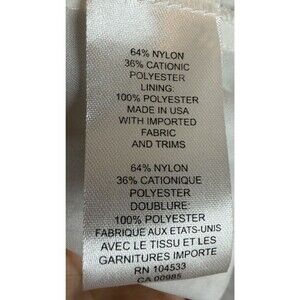 64% NYLON
36% CATIONIC
POLYESTER
LINING:
100% POLYESTER
MADE IN USA
WITH IMPORTED
FABRIC
AND TRIMS
64% NYLON
36% CATIONIQUE
POLYESTER
DOUBLURE:
100% POLYESTER
FABRIQUE AUX ETATS-UNIS
AVEC LE TISSU ET LES
GARNITURES IMPORTE
RN 104533
CA 00985